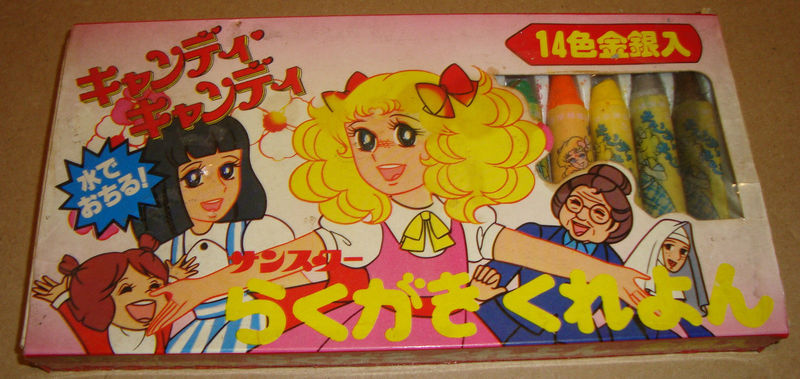 キャンディ・
キャンディ
14色金銀入
水で
おちる!
サンスター
らくがきくれよん